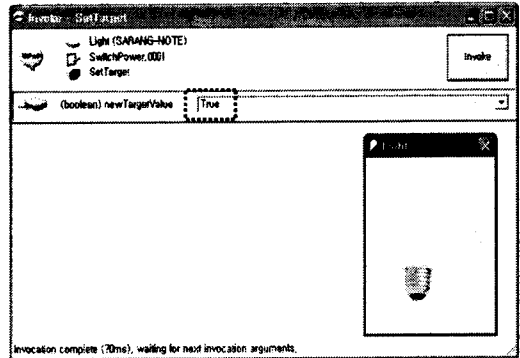 Invoke - SetTarget
Light (SARANG-NOTE)
SwitchPower.0001
SetTarget
Invoke
(boolean) newTargetValue
True
Light
Invocation complete (70ms), waiting for next invocation arguments.